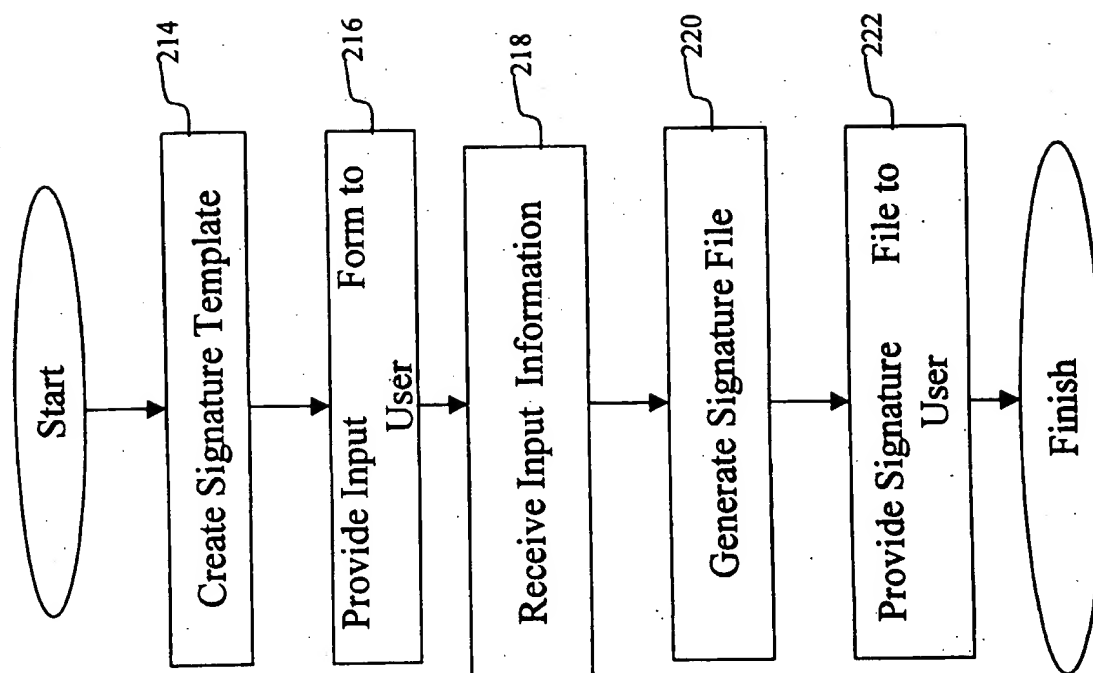 Start
214
Create Signature Template
216
Provide Input Form to
User
218
Receive Input Information
220
Generate Signature File
222
Provide Signature File to
User
Finish